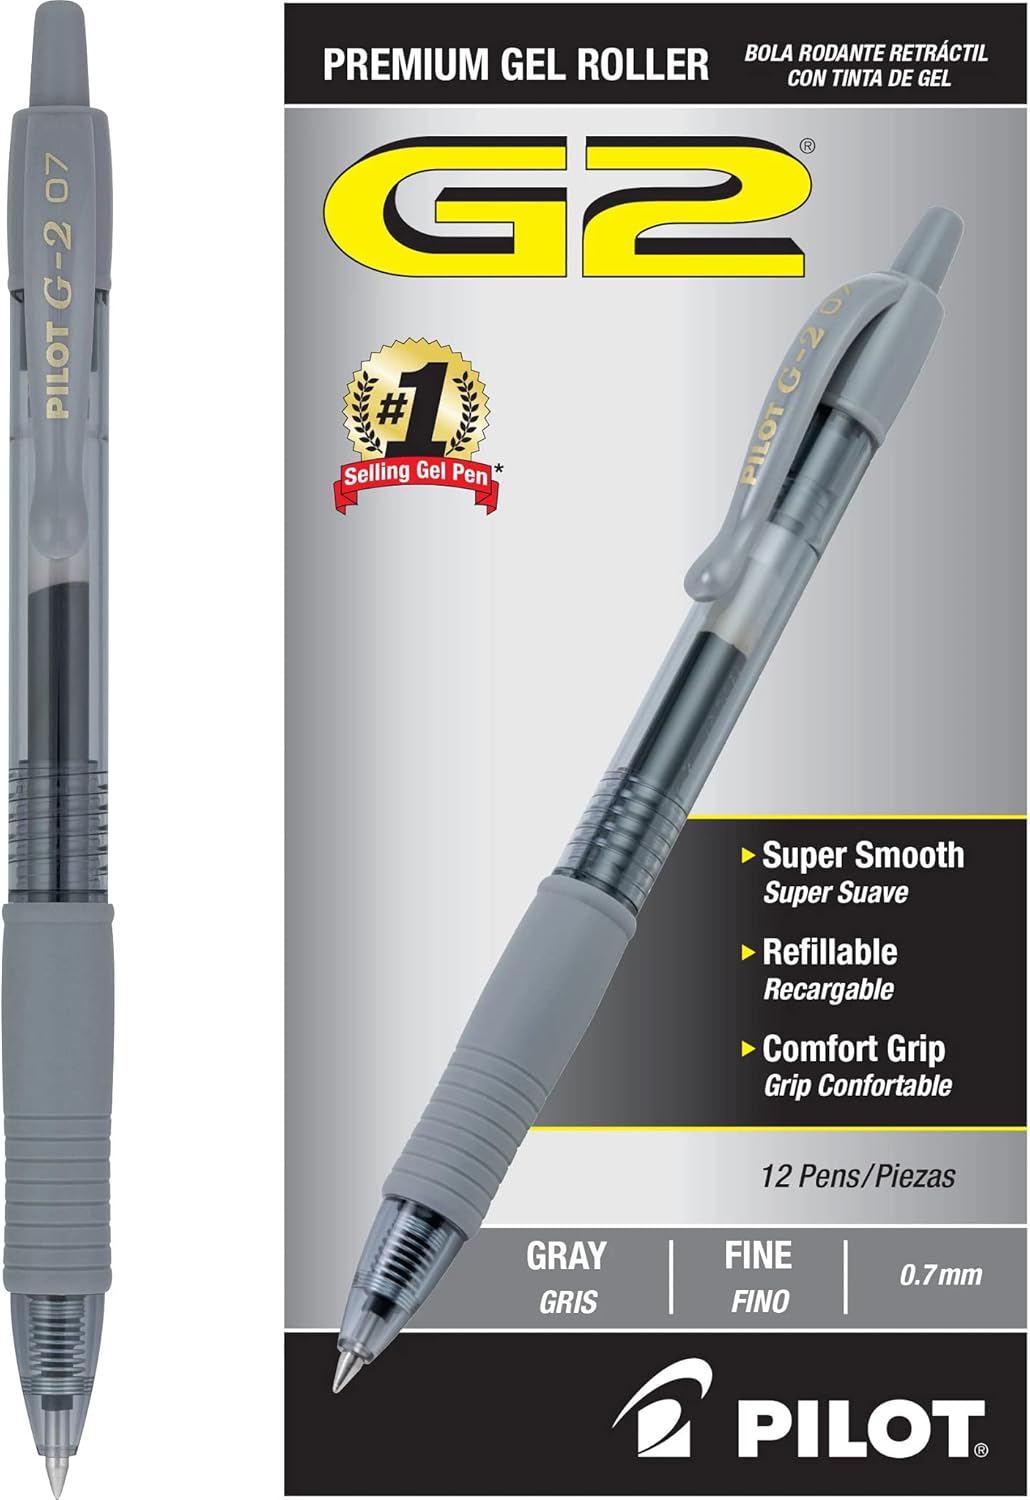 PILOT G-2 07
PREMIUM GEL ROLLER
BOLA RODANTE RETRÁCTIL
CON TINTA DE GEL
G2®
#1
Selling Gel Pen*
PILOT G-2 07
Super Smooth
Super Suave
Refillable
Recargable
Comfort Grip
Grip Confortable
12 Pens/Piezas
GRAY FINE 0.7mm
GRIS FINO
PILOT®